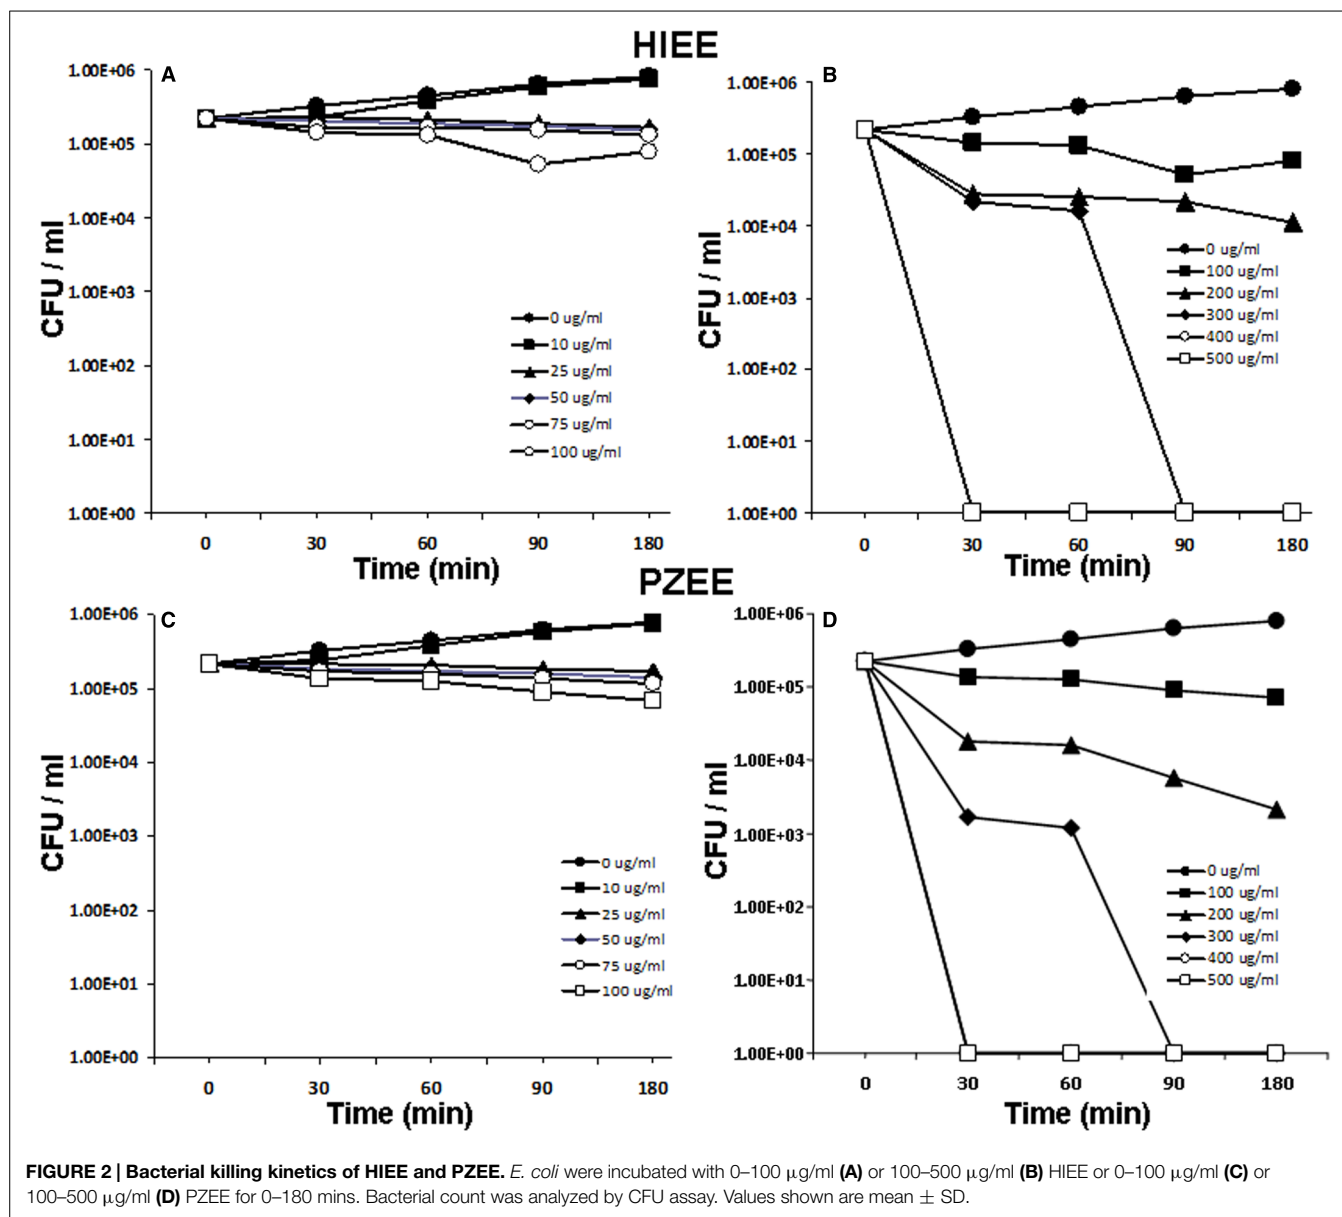 HIEE
A
1.00E+06
1.00E+05
1.00E+04
1.00E+03
1.00E+02
1.00E+01
1.00E+00
CFU / ml
0 ug/ml
10 ug/ml
25 ug/ml
50 ug/ml
75 ug/ml
100 ug/ml
0 30 60 90 180
Time (min)
B
1.00E+06
1.00E+05
1.00E+04
1.00E+03
1.00E+02
1.00E+01
1.00E+00
CFU / ml
0 ug/ml
100 ug/ml
200 ug/ml
300 ug/ml
400 ug/ml
500 ug/ml
0 30 60 90 180
Time (min)
PZEE
C
1.00E+06
1.00E+05
1.00E+04
1.00E+03
1.00E+02
1.00E+01
1.00E+00
CFU / ml
0 ug/ml
10 ug/ml
25 ug/ml
50 ug/ml
75 ug/ml
100 ug/ml
0 30 60 90 180
Time (min)
D
1.00E+06
1.00E+05
1.00E+04
1.00E+03
1.00E+02
1.00E+01
1.00E+00
CFU / ml
0 ug/ml
100 ug/ml
200 ug/ml
300 ug/ml
400 ug/ml
500 ug/ml
0 30 60 90 180
Time (min)
FIGURE 2 | Bacterial killing kinetics of HIEE and PZEE. E. coli were incubated with 0–100 μg/ml (A) or 100–500 μg/ml (B) HIEE or 0–100 μg/ml (C) or
100–500 μg/ml (D) PZEE for 0–180 mins. Bacterial count was analyzed by CFU assay. Values shown are mean ± SD.